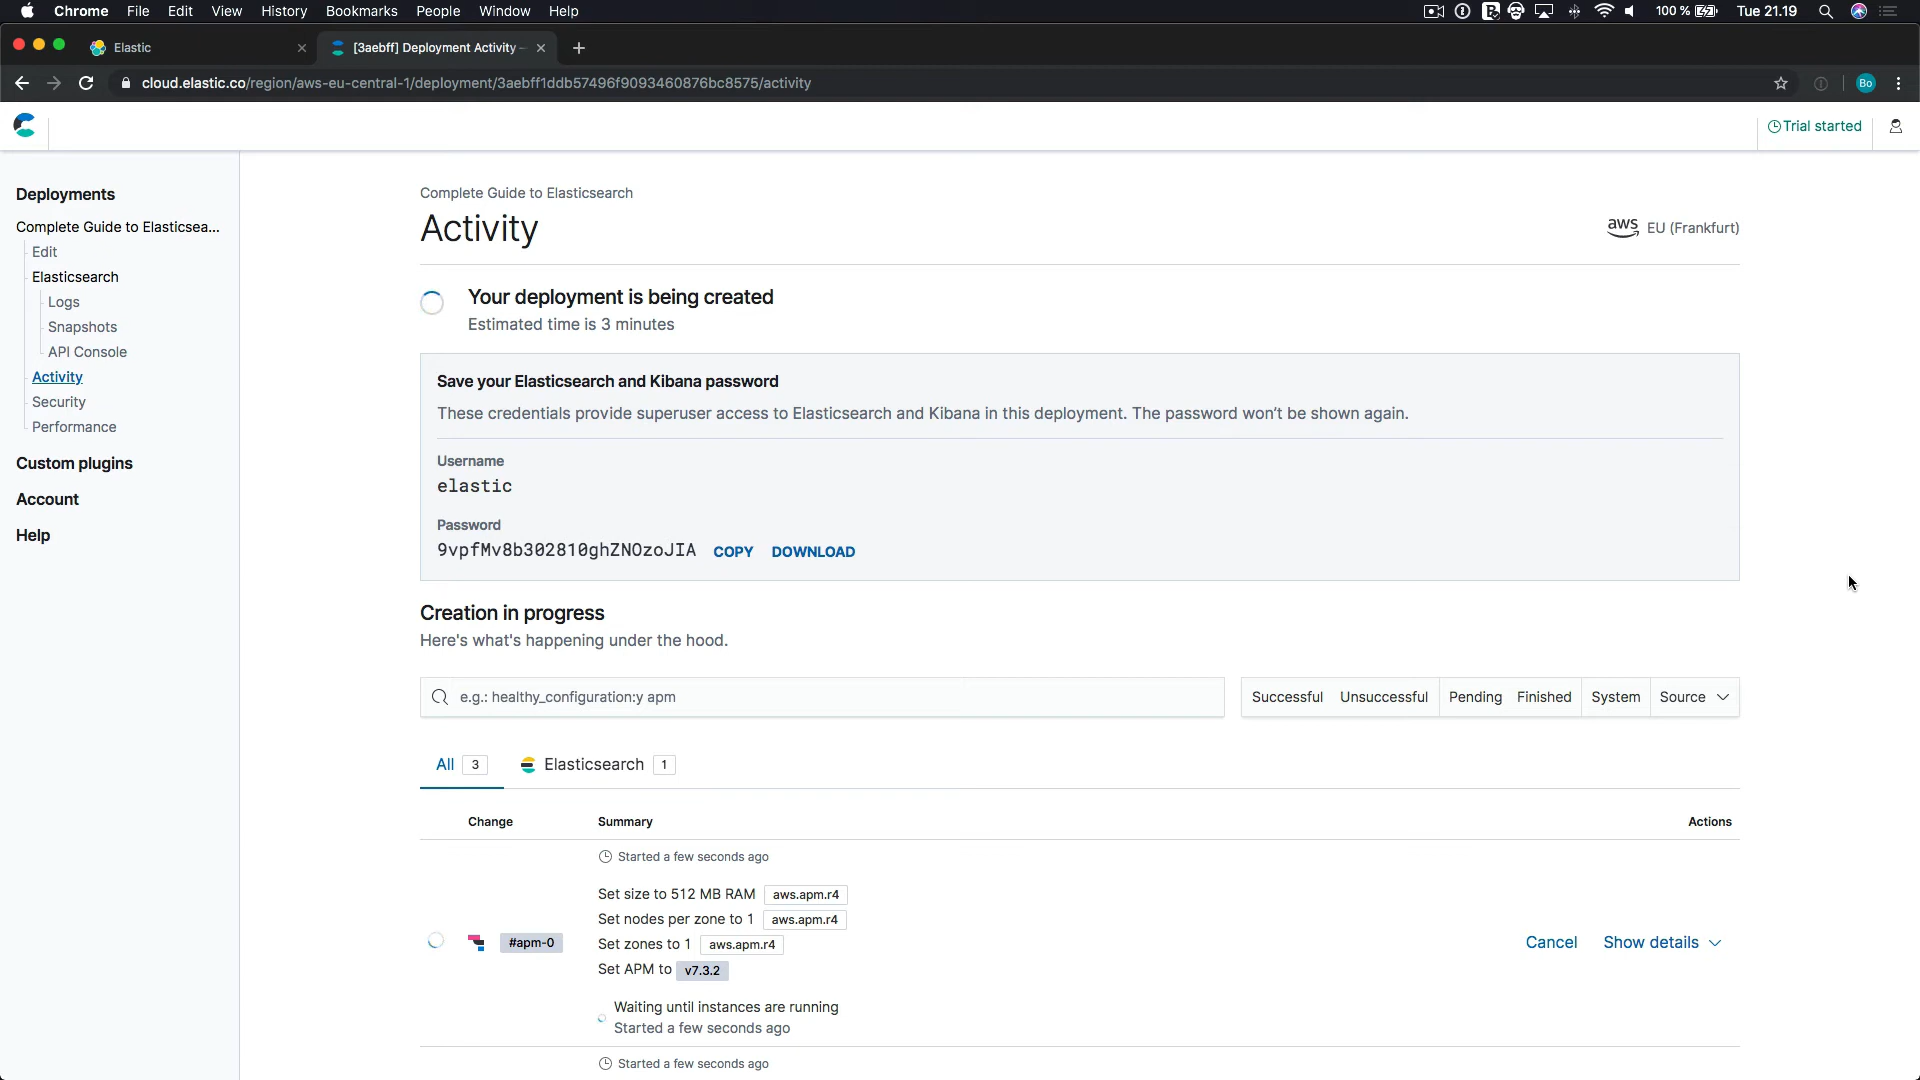 Chrome File Edit View History Bookmarks People Window Help
100 % Tue 21.19
Elastic
[3aebff] Deployment Activity -
cloud.elastic.co/region/aws-eu-central-1/deployment/3aebff1ddb57496f9093460876bc8575/activity
Bo
Trial started
Deployments
Complete Guide to Elasticsea...
Edit
Elasticsearch
Logs
Snapshots
API Console
Activity
Security
Performance
Custom plugins
Account
Help
Complete Guide to Elasticsearch
Activity
aws EU (Frankfurt)
Your deployment is being created
Estimated time is 3 minutes
Save your Elasticsearch and Kibana password
These credentials provide superuser access to Elasticsearch and Kibana in this deployment. The password won't be shown again.
Username
elastic
Password
9vpfMv8b302810ghZNOzoJIA COPY DOWNLOAD
Creation in progress
Here's what's happening under the hood.
e.g.: healthy_configuration:y apm
Successful Unsuccessful Pending Finished System Source
All 3 Elasticsearch 1
Change Summary Actions
Started a few seconds ago
Set size to 512 MB RAM aws.apm.r4
Set nodes per zone to 1 aws.apm.r4
Set zones to 1 aws.apm.r4
Set APM to v7.3.2
#apm-0
Cancel Show details
Waiting until instances are running
Started a few seconds ago
Started a few seconds ago